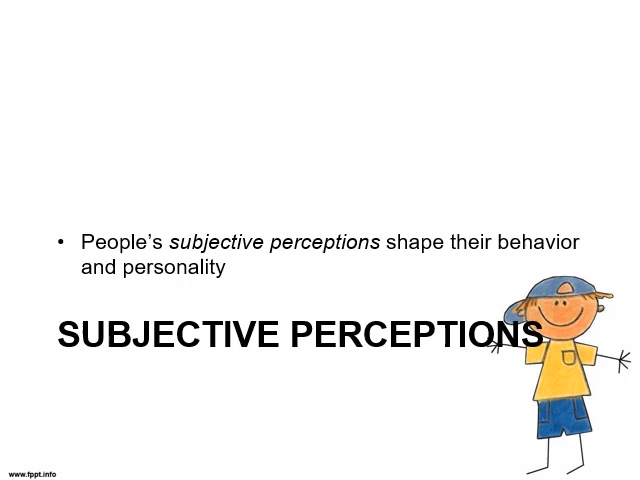 • People’s subjective perceptions shape their behavior
and personality
SUBJECTIVE PERCEPTIONS
www.fppt.info